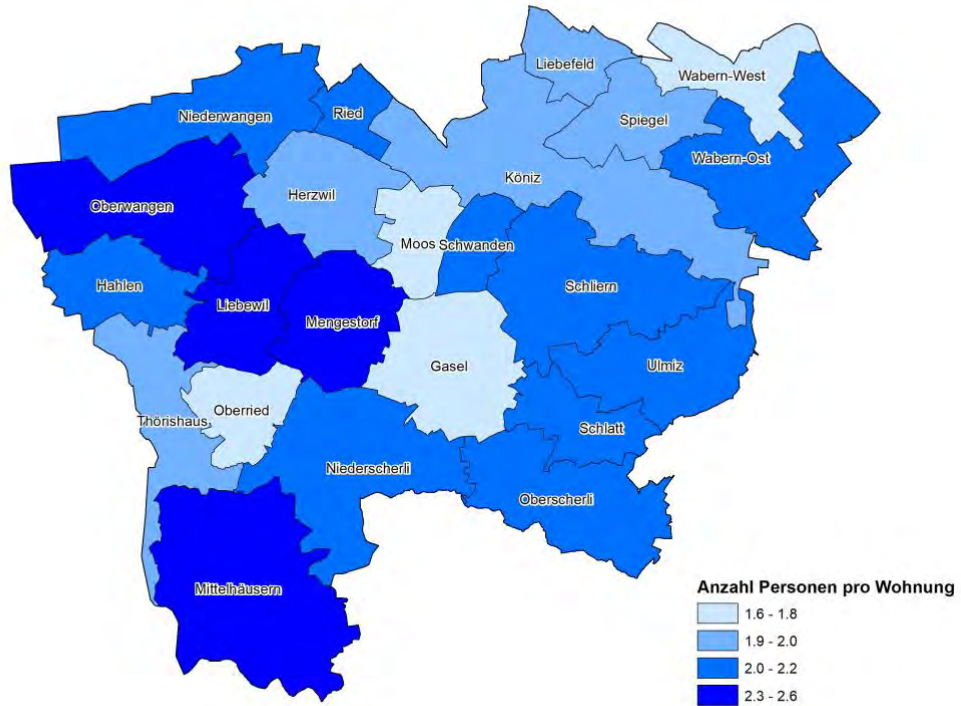 Liebefeld
Wabern-West
Niederwangen
Ried
Spiegel
Wabern-Ost
Herzwil
Köniz
Oberwangen
Moos
Schwanden
Hahlen
Schliern
Liebewil
Mengestorf
Gasel
Ulmiz
Oberried
Thörishaus
Schlatt
Niederscherli
Oberscherli
Mittelhäusern
Anzahl Personen pro Wohnung
1.6 - 1.8
1.9 - 2.0
2.0 - 2.2
2.3 - 2.6